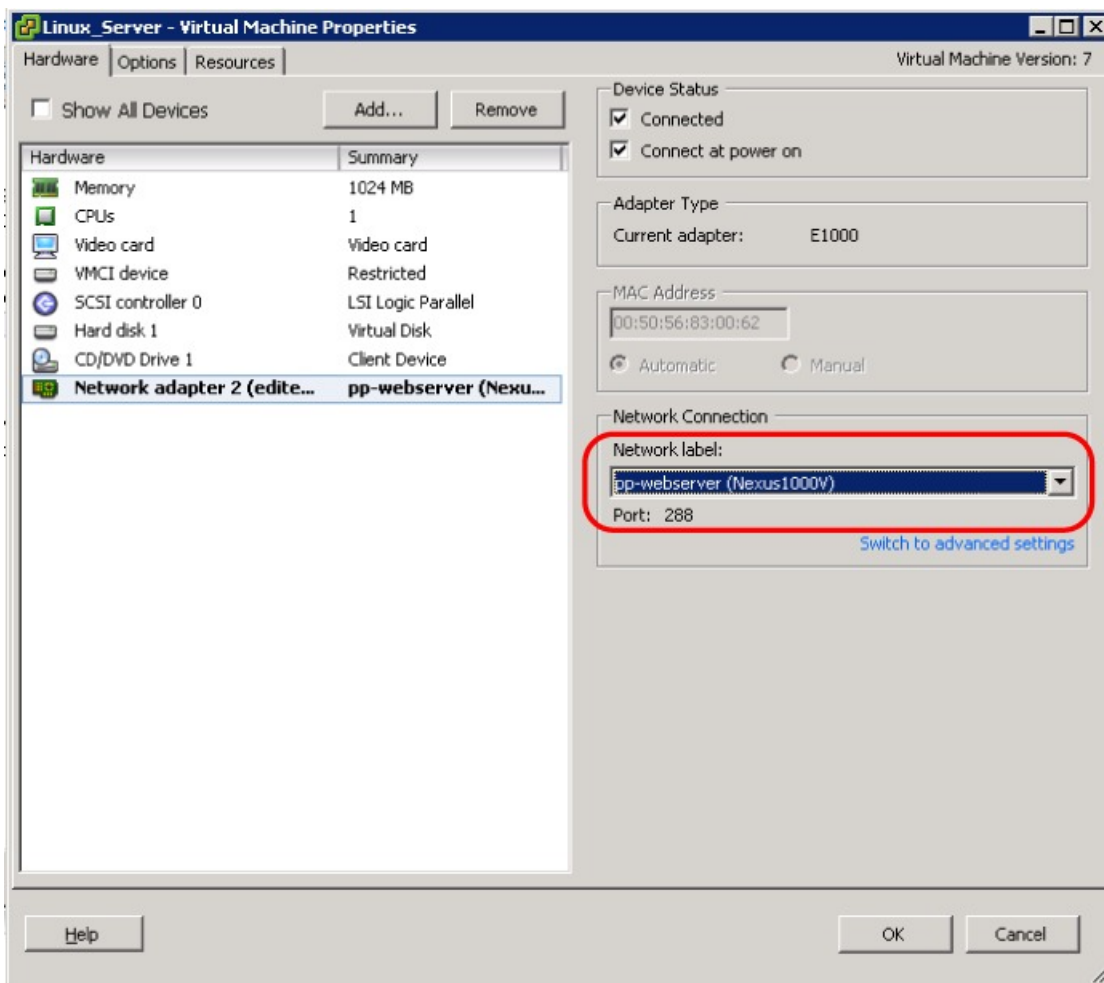 Linux_Server - Virtual Machine Properties
Hardware Options Resources
Virtual Machine Version: 7
Show All Devices
Add...
Remove
Hardware Summary
Memory 1024 MB
CPUs 1
Video card Video card
VMCI device Restricted
SCSI controller 0 LSI Logic Parallel
Hard disk 1 Virtual Disk
CD/DVD Drive 1 Client Device
Network adapter 2 (edite... pp-webserver (Nexu...
Device Status
Connected
Connect at power on
Adapter Type
Current adapter: E1000
MAC Address
00:50:56:83:00:62
Automatic Manual
Network Connection
Network label:
pp-webserver (Nexus1000V)
Port: 288
Switch to advanced settings
Help
OK
Cancel